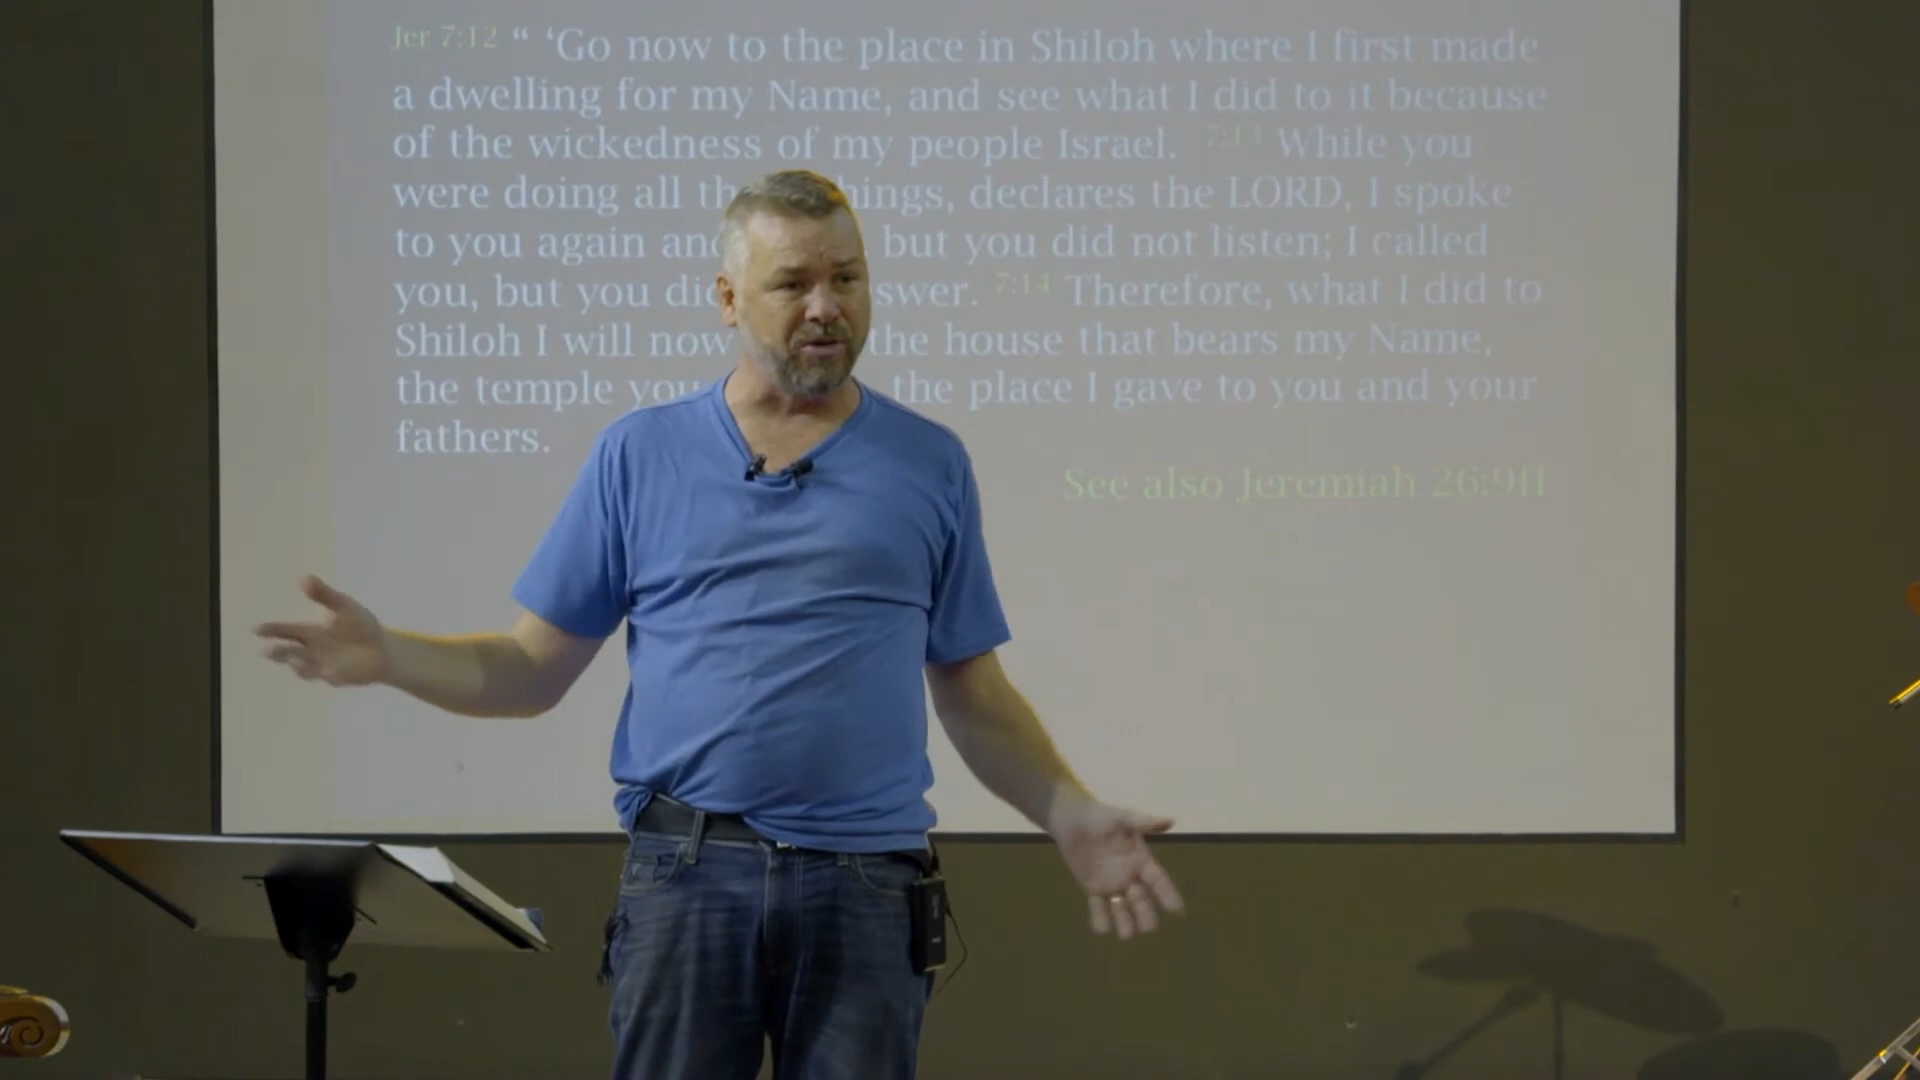 Jer 7:12 “ ‘Go now to the place in Shiloh where I first made
a dwelling for my Name, and see what I did to it because
of the wickedness of my people Israel. 7:13 While you
were doing all th hings, declares the LORD, I spoke
to you again and but you did not listen; I called
you, but you did swer. 7:14 Therefore, what I did to
Shiloh I will now the house that bears my Name,
the temple you the place I gave to you and your
fathers.
See also Jeremiah 26:9ff